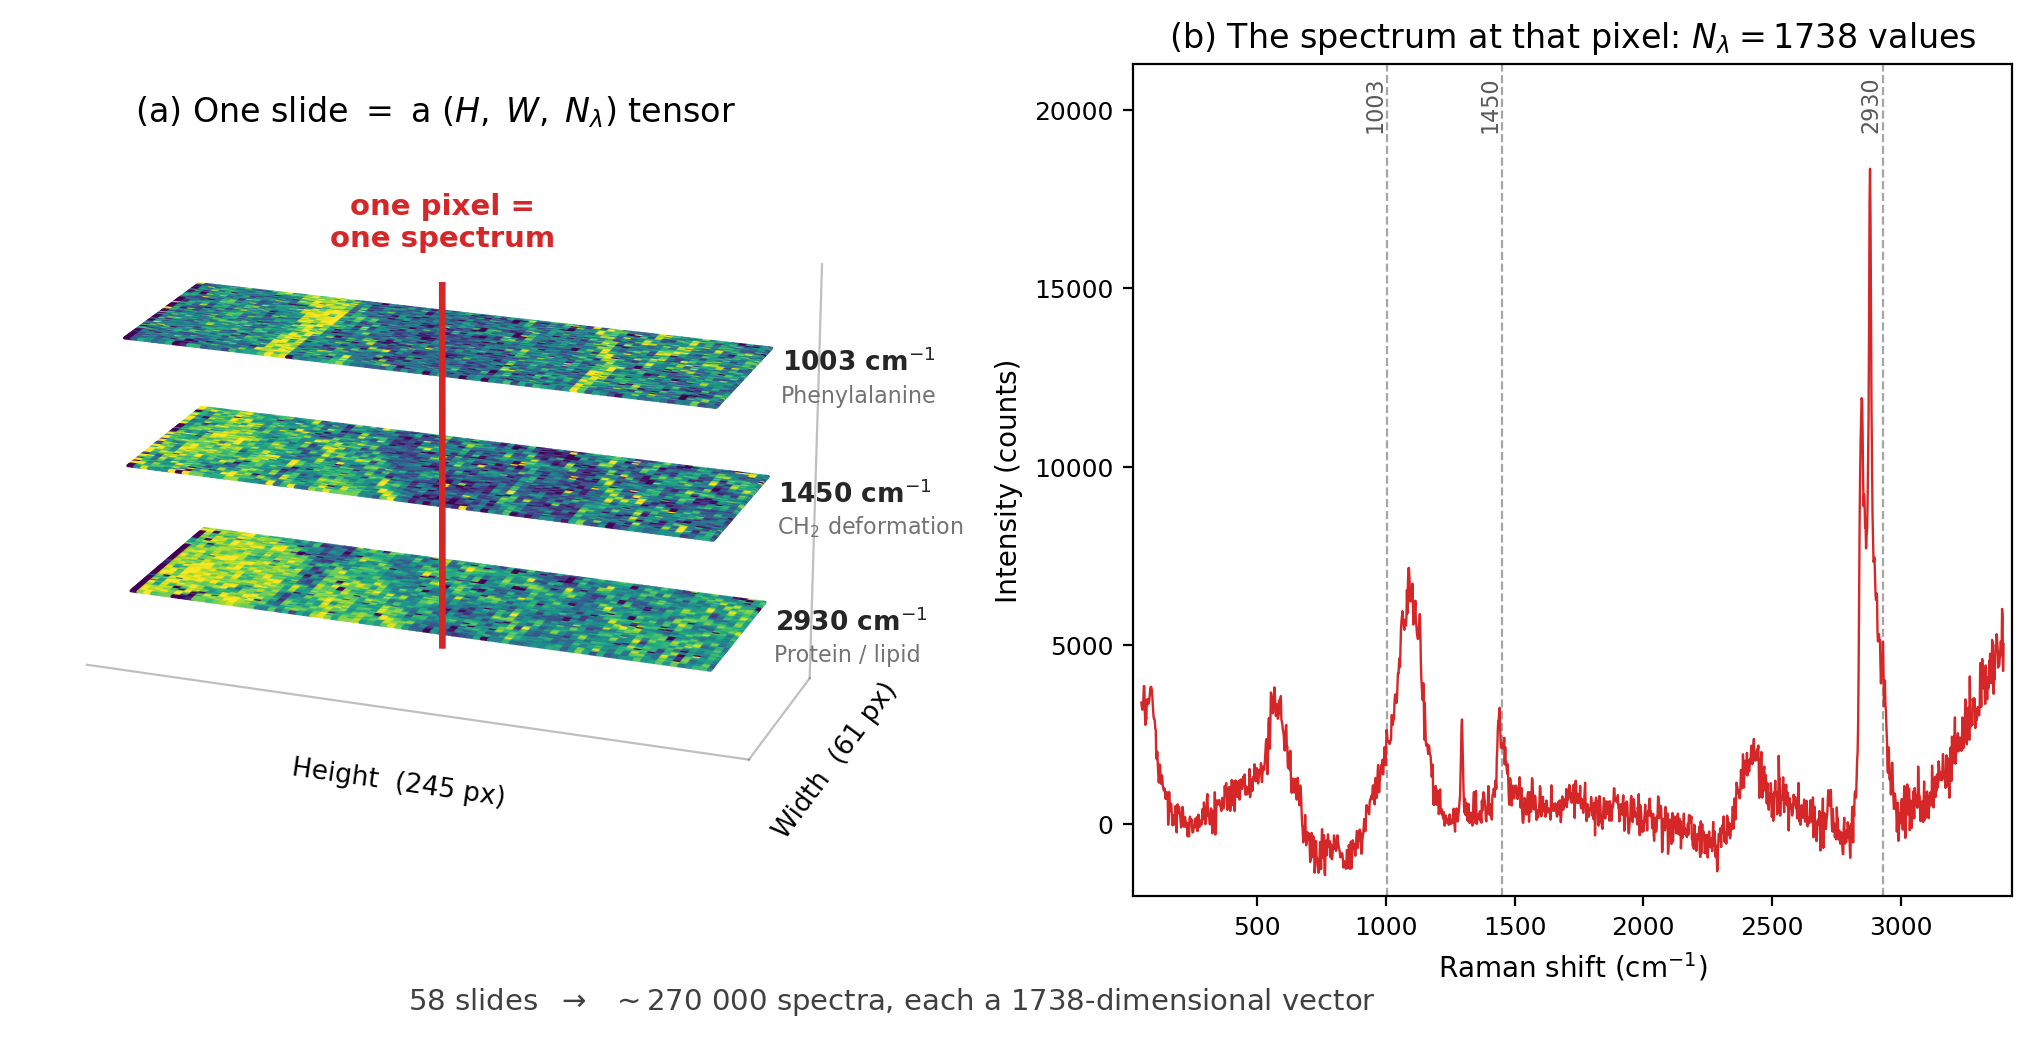 (a) One slide = a (H, W, N_λ) tensor
one pixel =
one spectrum
1003 cm⁻¹
Phenylalanine
1450 cm⁻¹
CH₂ deformation
2930 cm⁻¹
Protein / lipid
Height (245 px)
Width (61 px)
(b) The spectrum at that pixel: N_λ = 1738 values
1003
1450
2930
20000
15000
10000
5000
0
Intensity (counts)
500 1000 1500 2000 2500 3000
Raman shift (cm⁻¹)
58 slides → ~270 000 spectra, each a 1738-dimensional vector